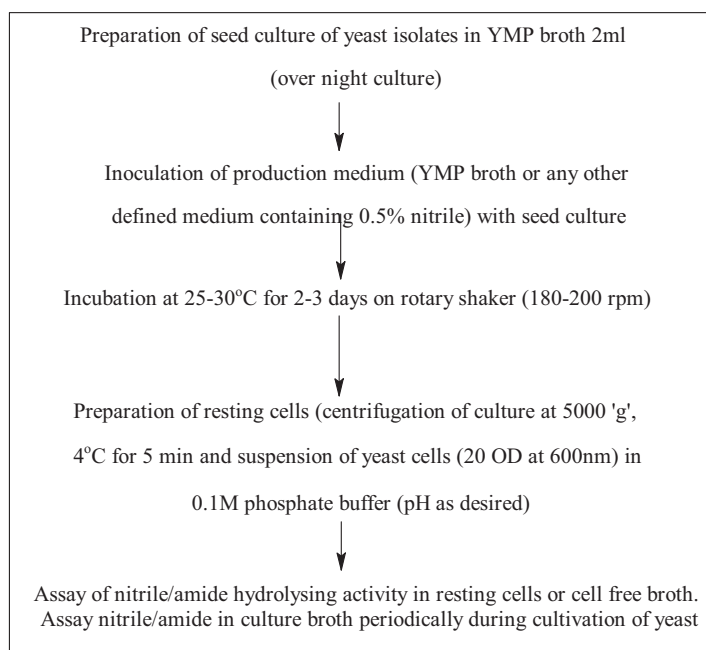 Preparation of seed culture of yeast isolates in YMP broth 2ml
(over night culture)
Inoculation of production medium (YMP broth or any other
defined medium containing 0.5% nitrile) with seed culture
Incubation at 25-30°C for 2-3 days on rotary shaker (180-200 rpm)
Preparation of resting cells (centrifugation of culture at 5000 'g',
4°C for 5 min and suspension of yeast cells (20 OD at 600nm) in
0.1M phosphate buffer (pH as desired)
Assay of nitrile/amide hydrolysing activity in resting cells or cell free broth.
Assay nitrile/amide in culture broth periodically during cultivation of yeast